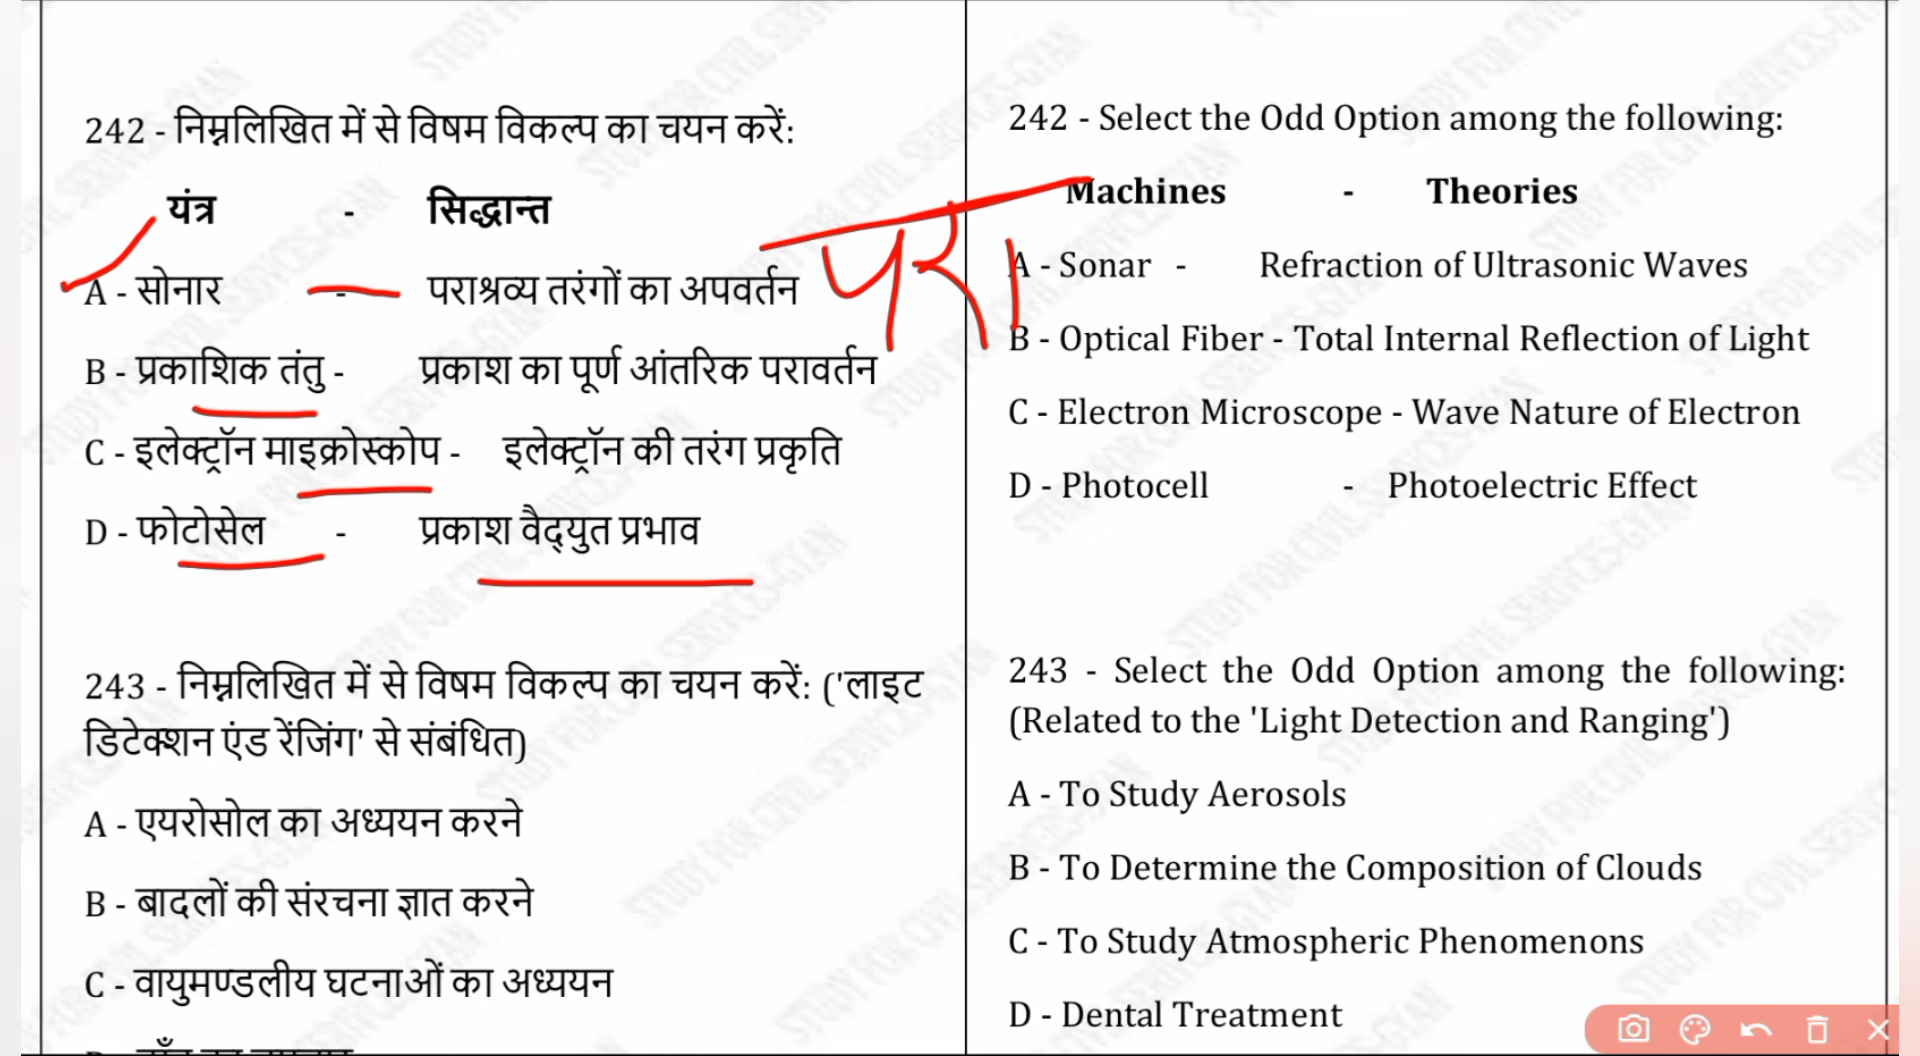 242 - निम्नलिखित में से विषम विकल्प का चयन करें:
यंत्र - सिद्धान्त
A - सोनार - पराश्रव्य तरंगों का अपवर्तन
B - प्रकाशिक तंतु - प्रकाश का पूर्ण आंतरिक परावर्तन
C - इलेक्ट्रॉन माइक्रोस्कोप - इलेक्ट्रॉन की तरंग प्रकृति
D - फोटोसेल - प्रकाश वैद्युत प्रभाव
परा
243 - निम्नलिखित में से विषम विकल्प का चयन करें: ('लाइट
डिटेक्शन एंड रेंजिंग' से संबंधित)
A - एयरोसोल का अध्ययन करने
B - बादलों की संरचना ज्ञात करने
C - वायुमण्डलीय घटनाओं का अध्ययन
242 - Select the Odd Option among the following:
Machines - Theories
A - Sonar - Refraction of Ultrasonic Waves
B - Optical Fiber - Total Internal Reflection of Light
C - Electron Microscope - Wave Nature of Electron
D - Photocell - Photoelectric Effect
243 - Select the Odd Option among the following:
(Related to the 'Light Detection and Ranging')
A - To Study Aerosols
B - To Determine the Composition of Clouds
C - To Study Atmospheric Phenomenons
D - Dental Treatment